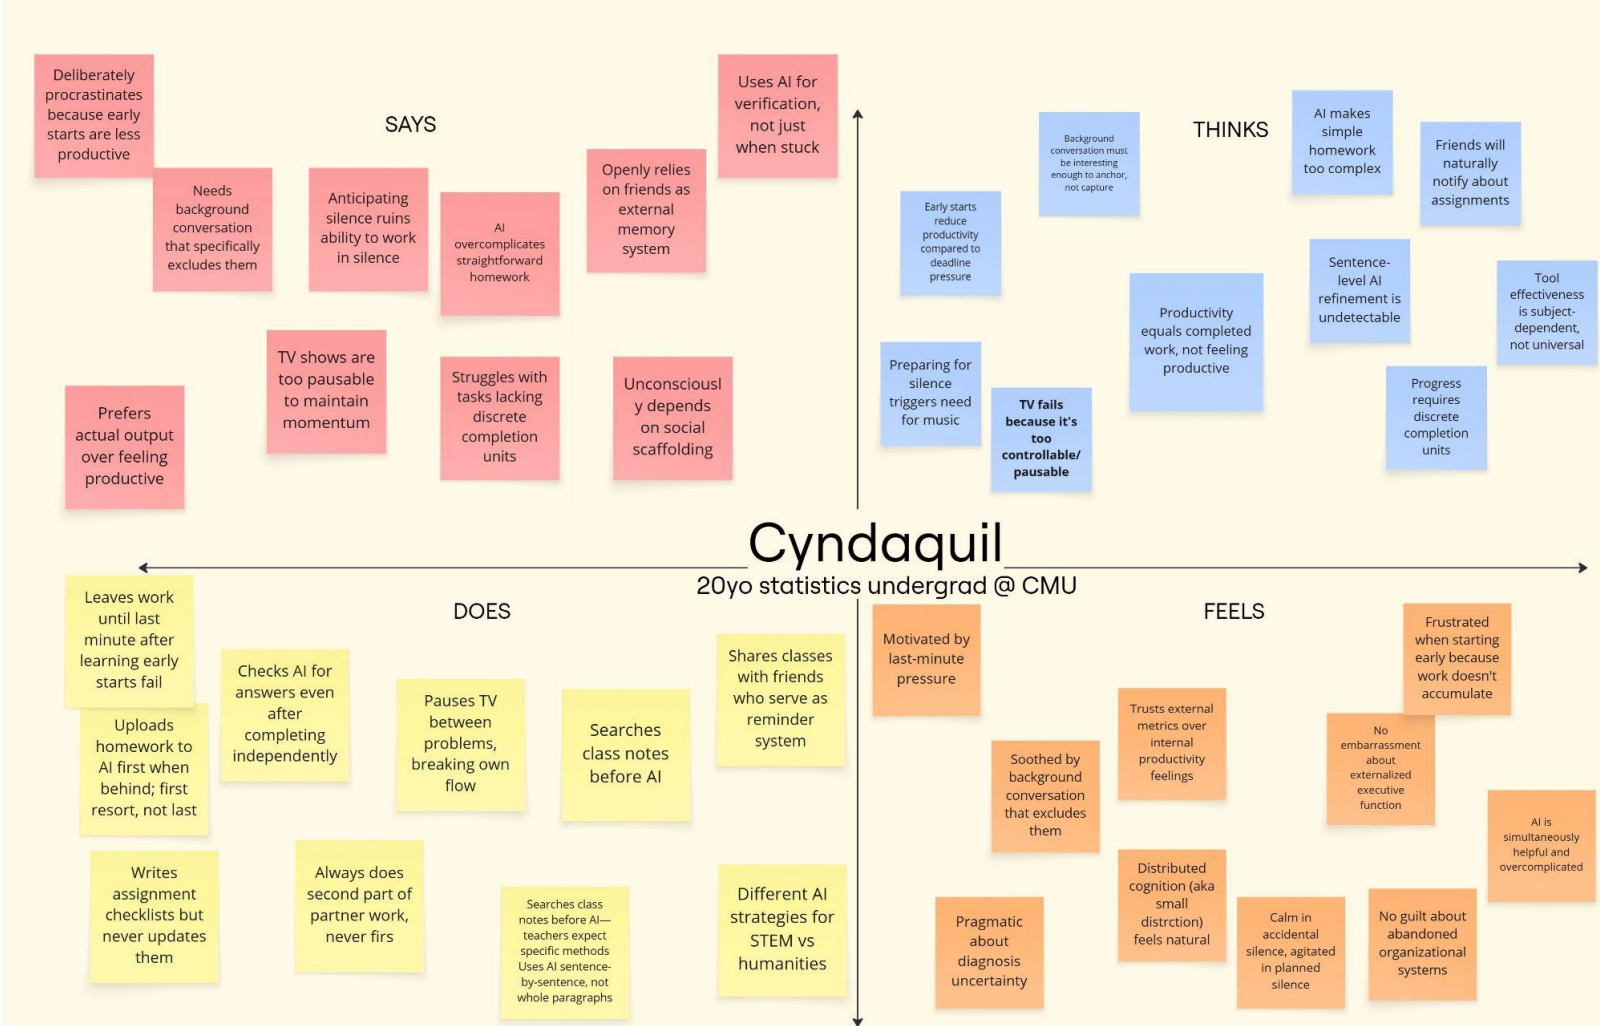 SAYS
Deliberately
procrastinates
because early
starts are less
productive
Needs
background
conversation
that specifically
excludes them
Anticipating
silence ruins
ability to work
in silence
AI
overcomplicates
straightforward
homework
Openly relies
on friends as
external
memory
system
Uses AI for
verification,
not just
when stuck
Prefers
actual output
over feeling
productive
TV shows are
too pausable
to maintain
momentum
Struggles with
tasks lacking
discrete
completion
units
Unconsciousl
y depends
on social
scaffolding
THINKS
Early starts
reduce
productivity
compared to
deadline
pressure
Background
conversation must
be interesting
enough to anchor,
not capture
AI makes
simple
homework
too complex
Friends will
naturally
notify about
assignments
Preparing for
silence
triggers need
for music
TV fails
because it's
too
controllable/
pausable
Productivity
equals completed
work, not feeling
productive
Sentence-
level AI
refinement is
undetectable
Tool
effectiveness
is subject-
dependent,
not universal
Progress
requires
discrete
completion
units
Cyndaquil
20yo statistics undergrad @ CMU
DOES
Leaves work
until last
minute after
learning early
starts fail
Uploads
homework to
AI first when
behind; first
resort, not last
Checks AI for
answers even
after
completing
independently
Pauses TV
between
problems,
breaking own
flow
Searches
class notes
before AI
Shares classes
with friends
who serve as
reminder
system
Writes
assignment
checklists but
never updates
them
Always does
second part of
partner work,
never firs
Searches class
notes before AI—
teachers expect
specific methods
Uses AI sentence-
by-sentence, not
whole paragraphs
Different AI
strategies for
STEM vs
humanities
FEELS
Motivated by
last-minute
pressure
Soothed by
background
conversation
that excludes
them
Trusts external
metrics over
internal
productivity
feelings
Frustrated
when starting
early because
work doesn't
accumulate
No
embarrassment
about
externalized
executive
function
AI is
simultaneously
helpful and
overcomplicated
Pragmatic
about
diagnosis
uncertainty
Distributed
cognition (aka
small
distrction)
feels natural
Calm in
accidental
silence, agitated
in planned
silence
No guilt about
abandoned
organizational
systems